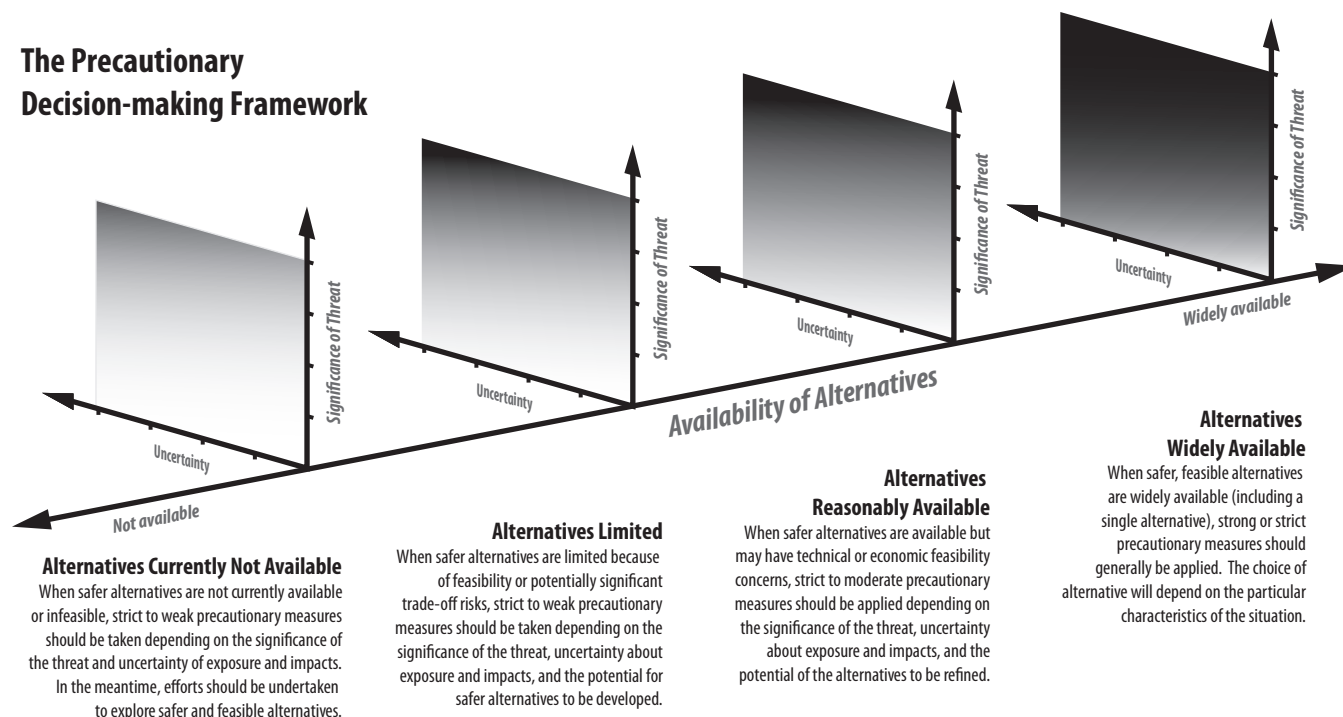 The Precautionary
Decision-making Framework
Significance of Threat
Uncertainty
Significance of Threat
Uncertainty
Significance of Threat
Uncertainty
Significance of Threat
Uncertainty
Not available
Availability of Alternatives
Widely available
Alternatives Currently Not Available
When safer alternatives are not currently available
or infeasible, strict to weak precautionary measures
should be taken depending on the significance of
the threat and uncertainty of exposure and impacts.
In the meantime, efforts should be undertaken
to explore safer and feasible alternatives.
Alternatives Limited
When safer alternatives are limited because
of feasibility or potentially significant
trade-off risks, strict to weak precautionary
measures should be taken depending on the
significance of the threat, uncertainty about
exposure and impacts, and the potential for
safer alternatives to be developed.
Alternatives
Reasonably Available
When safer alternatives are available but
may have technical or economic feasibility
concerns, strict to moderate precautionary
measures should be applied depending on
the significance of the threat, uncertainty
about exposure and impacts, and the
potential of the alternatives to be refined.
Alternatives
Widely Available
When safer, feasible alternatives
are widely available (including a
single alternative), strong or strict
precautionary measures should
generally be applied. The choice of
alternative will depend on the particular
characteristics of the situation.